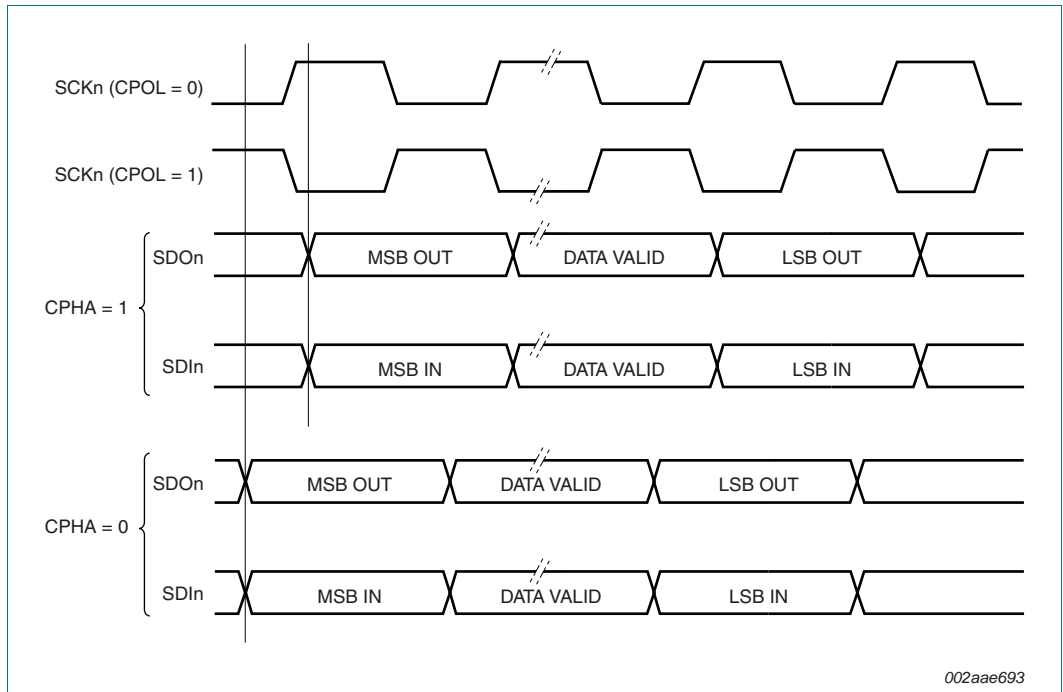 SCKn (CPOL = 0)
SCKn (CPOL = 1)
CPHA = 1
SDOn
MSB OUT
DATA VALID
LSB OUT
SDIn
MSB IN
DATA VALID
LSB IN
CPHA = 0
SDOn
MSB OUT
DATA VALID
LSB OUT
SDIn
MSB IN
DATA VALID
LSB IN
002aae693